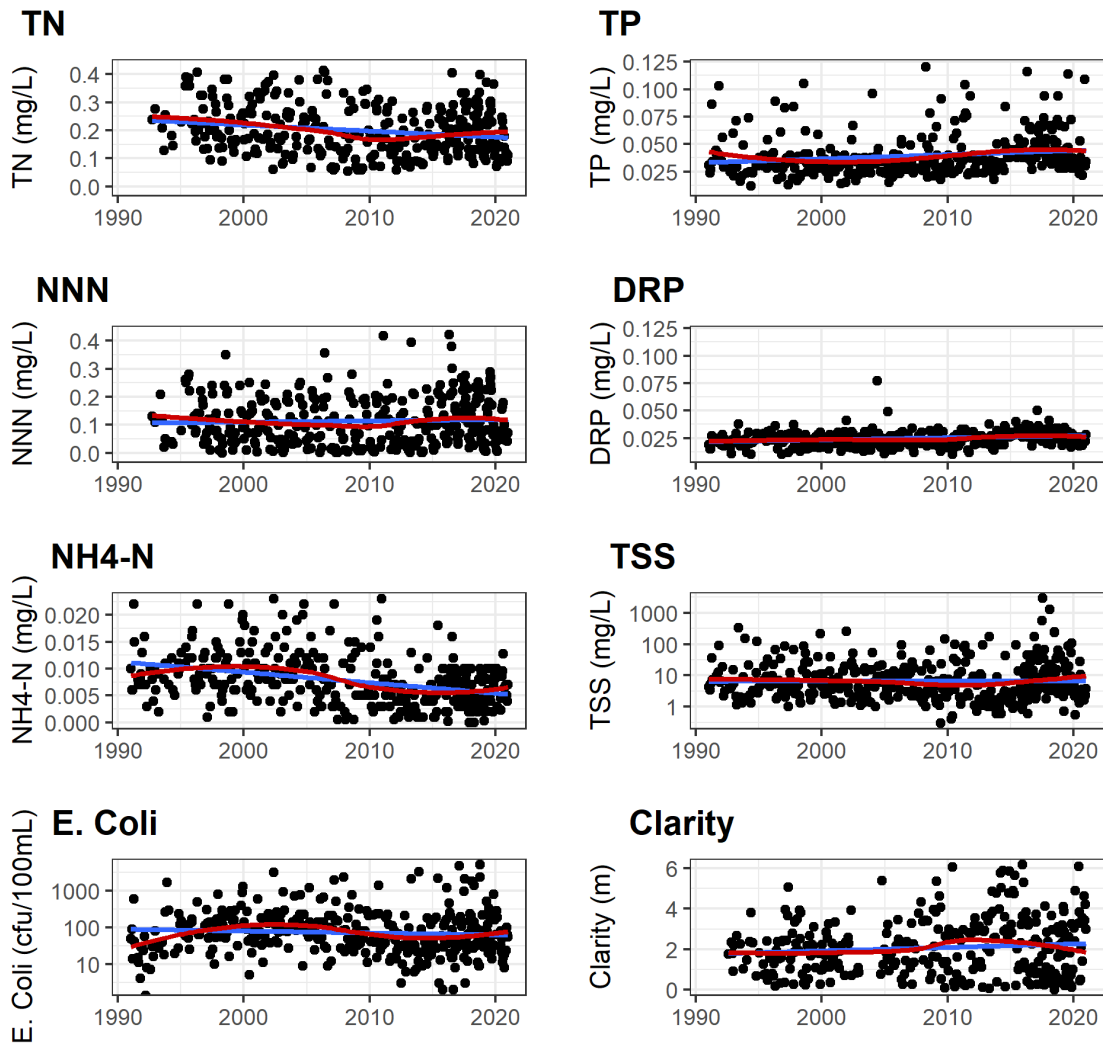 TN
TN (mg/L)
0.4
0.3
0.2
0.1
0.0
1990 2000 2010 2020
TP
TP (mg/L)
0.125
0.100
0.075
0.050
0.025
1990 2000 2010 2020
NNN
NNN (mg/L)
0.4
0.3
0.2
0.1
0.0
1990 2000 2010 2020
DRP
DRP (mg/L)
0.125
0.100
0.075
0.050
0.025
1990 2000 2010 2020
NH4-N
NH4-N (mg/L)
0.020
0.015
0.010
0.005
0.000
1990 2000 2010 2020
TSS
TSS (mg/L)
1000
100
10
1
1990 2000 2010 2020
E. Coli
E. Coli (cfu/100mL)
1000
100
10
1990 2000 2010 2020
Clarity
Clarity (m)
6
4
2
0
1990 2000 2010 2020